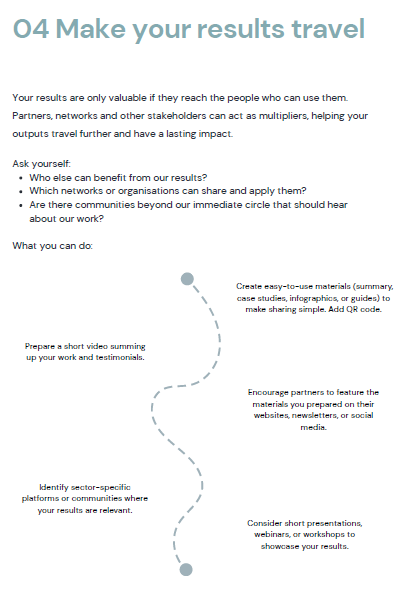 04 Make your results travel
Your results are only valuable if they reach the people who can use them.
Partners, networks and other stakeholders can act as multipliers, helping your
outputs travel further and have a lasting impact.
Ask yourself:
• Who else can benefit from our results?
• Which networks or organisations can share and apply them?
• Are there communities beyond our immediate circle that should hear
about our work?
What you can do:
Create easy-to-use materials (summary,
case studies, infographics, or guides) to
make sharing simple. Add QR code.
Prepare a short video summing
up your work and testimonials.
Encourage partners to feature the
materials you prepared on their
websites, newsletters, or social
media.
Identify sector-specific
platforms or communities where
your results are relevant.
Consider short presentations,
webinars, or workshops to
showcase your results.